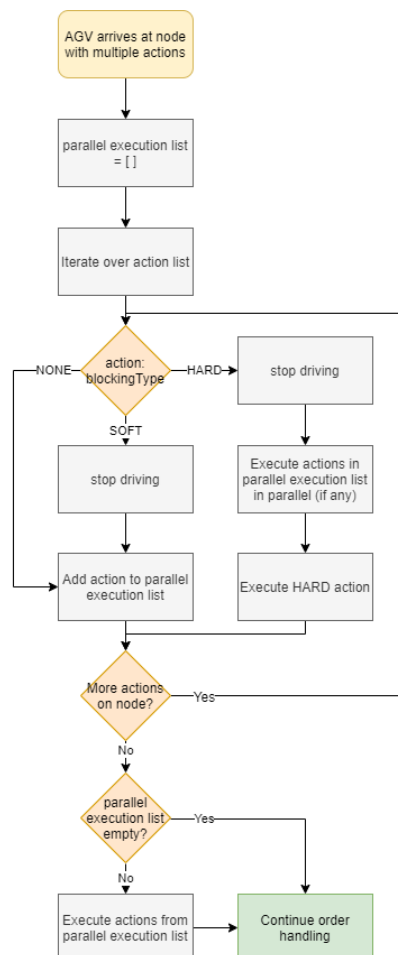 AGV arrives at node
with multiple actions
parallel execution list
= [ ]
Iterate over action list
action:
blockingType
NONE
HARD
SOFT
stop driving
stop driving
Execute actions in
parallel execution list
in parallel (if any)
Add action to parallel
execution list
Execute HARD action
More actions
on node?
Yes
No
parallel
execution list
empty?
Yes
No
Execute actions from
parallel execution list
Continue order
handling